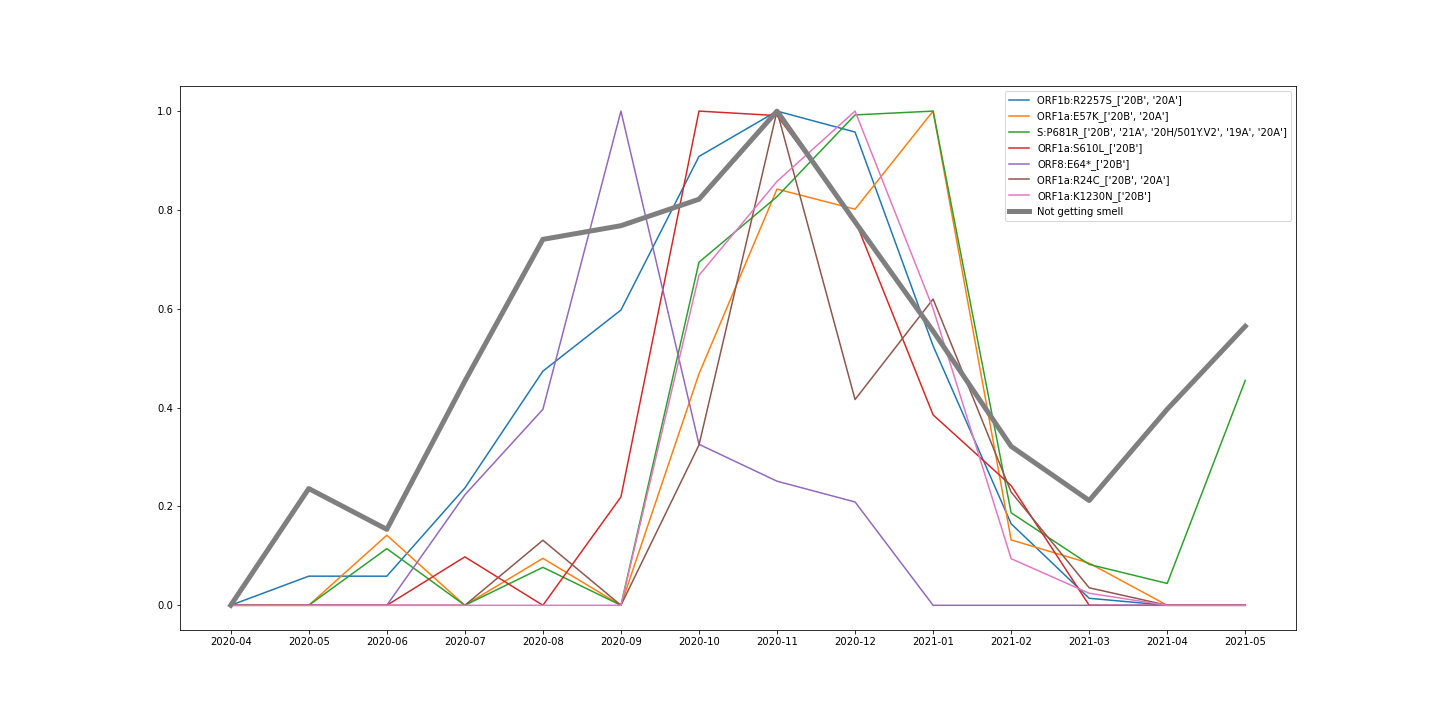 ORF1b:R2257S_['20B', '20A']
ORF1a:E57K_['20B', '20A']
S:P681R_['20B', '21A', '20H/501Y.V2', '19A', '20A']
ORF1a:S610L_['20B']
ORF8:E64*_['20B']
ORF1a:R24C_['20B', '20A']
ORF1a:K1230N_['20B']
Not getting smell
1.0
0.8
0.6
0.4
0.2
0.0
2020-04 2020-05 2020-06 2020-07 2020-08 2020-09 2020-10 2020-11 2020-12 2021-01 2021-02 2021-03 2021-04 2021-05